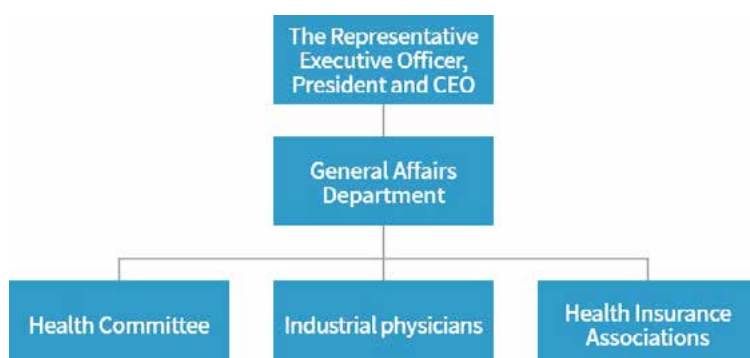 The Representative
Executive Officer,
President and CEO
General Affairs
Department
Health Committee
Industrial physicians
Health Insurance
Associations